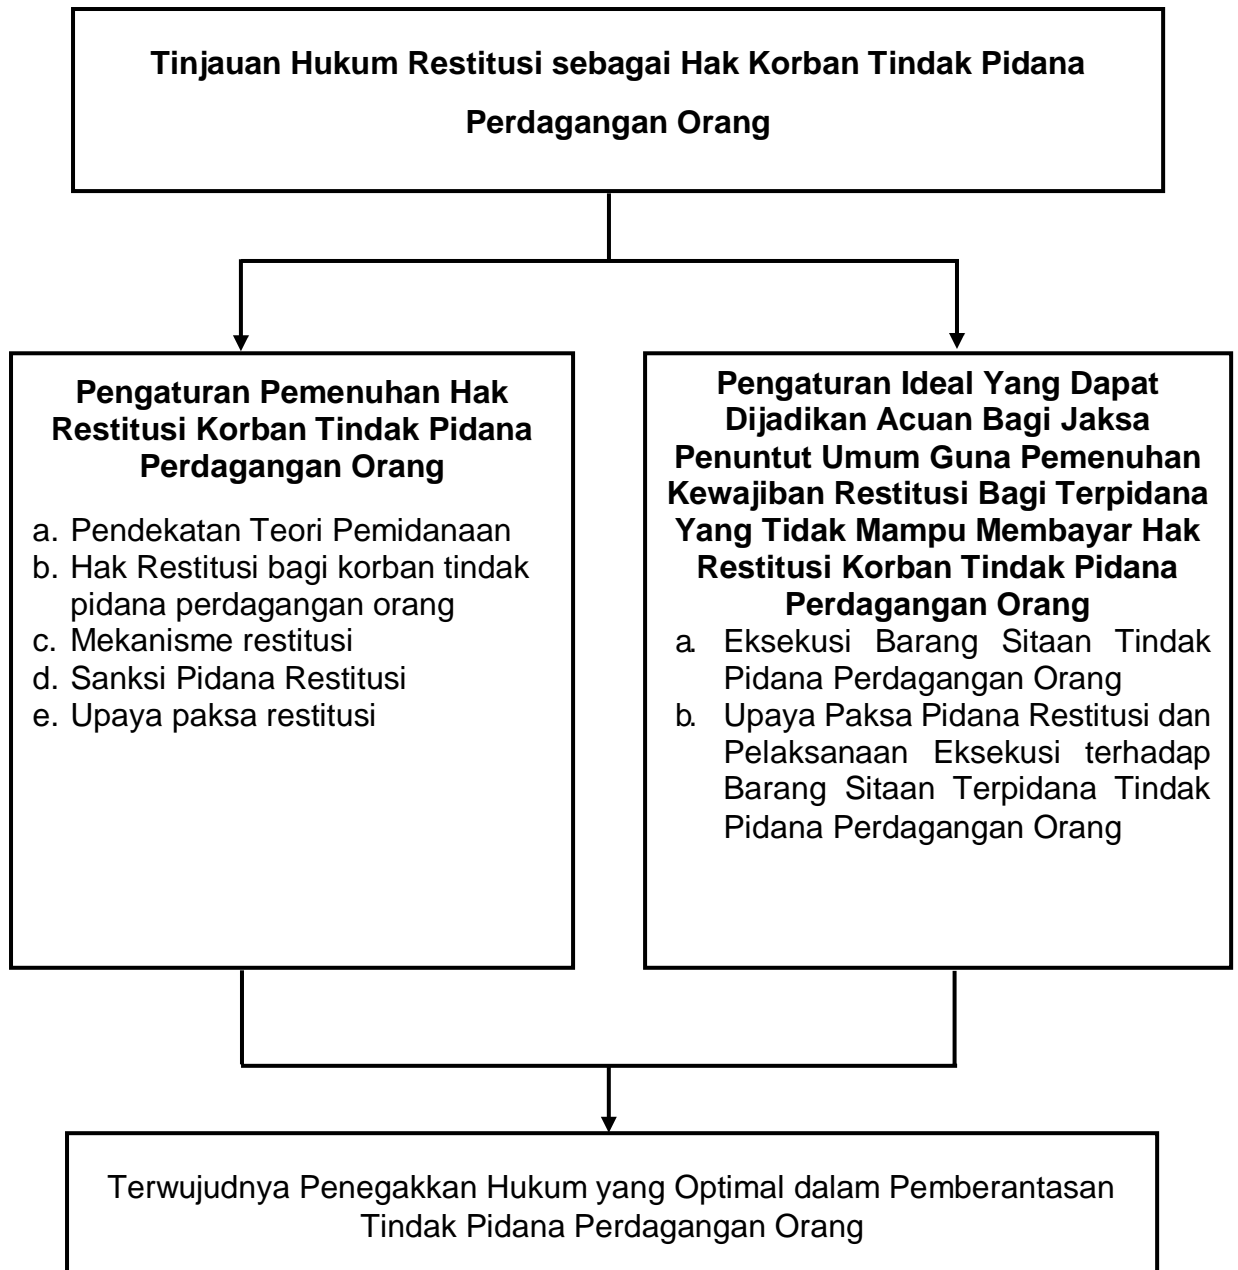 Tinjauan Hukum Restitusi sebagai Hak Korban Tindak Pidana
Perdagangan Orang
Pengaturan Pemenuhan Hak
Restitusi Korban Tindak Pidana
Perdagangan Orang
a. Pendekatan Teori Pemidanaan
b. Hak Restitusi bagi korban tindak
pidana perdagangan orang
c. Mekanisme restitusi
d. Sanksi Pidana Restitusi
e. Upaya paksa restitusi
Pengaturan Ideal Yang Dapat
Dijadikan Acuan Bagi Jaksa
Penuntut Umum Guna Pemenuhan
Kewajiban Restitusi Bagi Terpidana
Yang Tidak Mampu Membayar Hak
Restitusi Korban Tindak Pidana
Perdagangan Orang
a. Eksekusi Barang Sitaan Tindak
Pidana Perdagangan Orang
b. Upaya Paksa Pidana Restitusi dan
Pelaksanaan Eksekusi terhadap
Barang Sitaan Terpidana Tindak
Pidana Perdagangan Orang
Terwujudnya Penegakkan Hukum yang Optimal dalam Pemberantasan
Tindak Pidana Perdagangan Orang